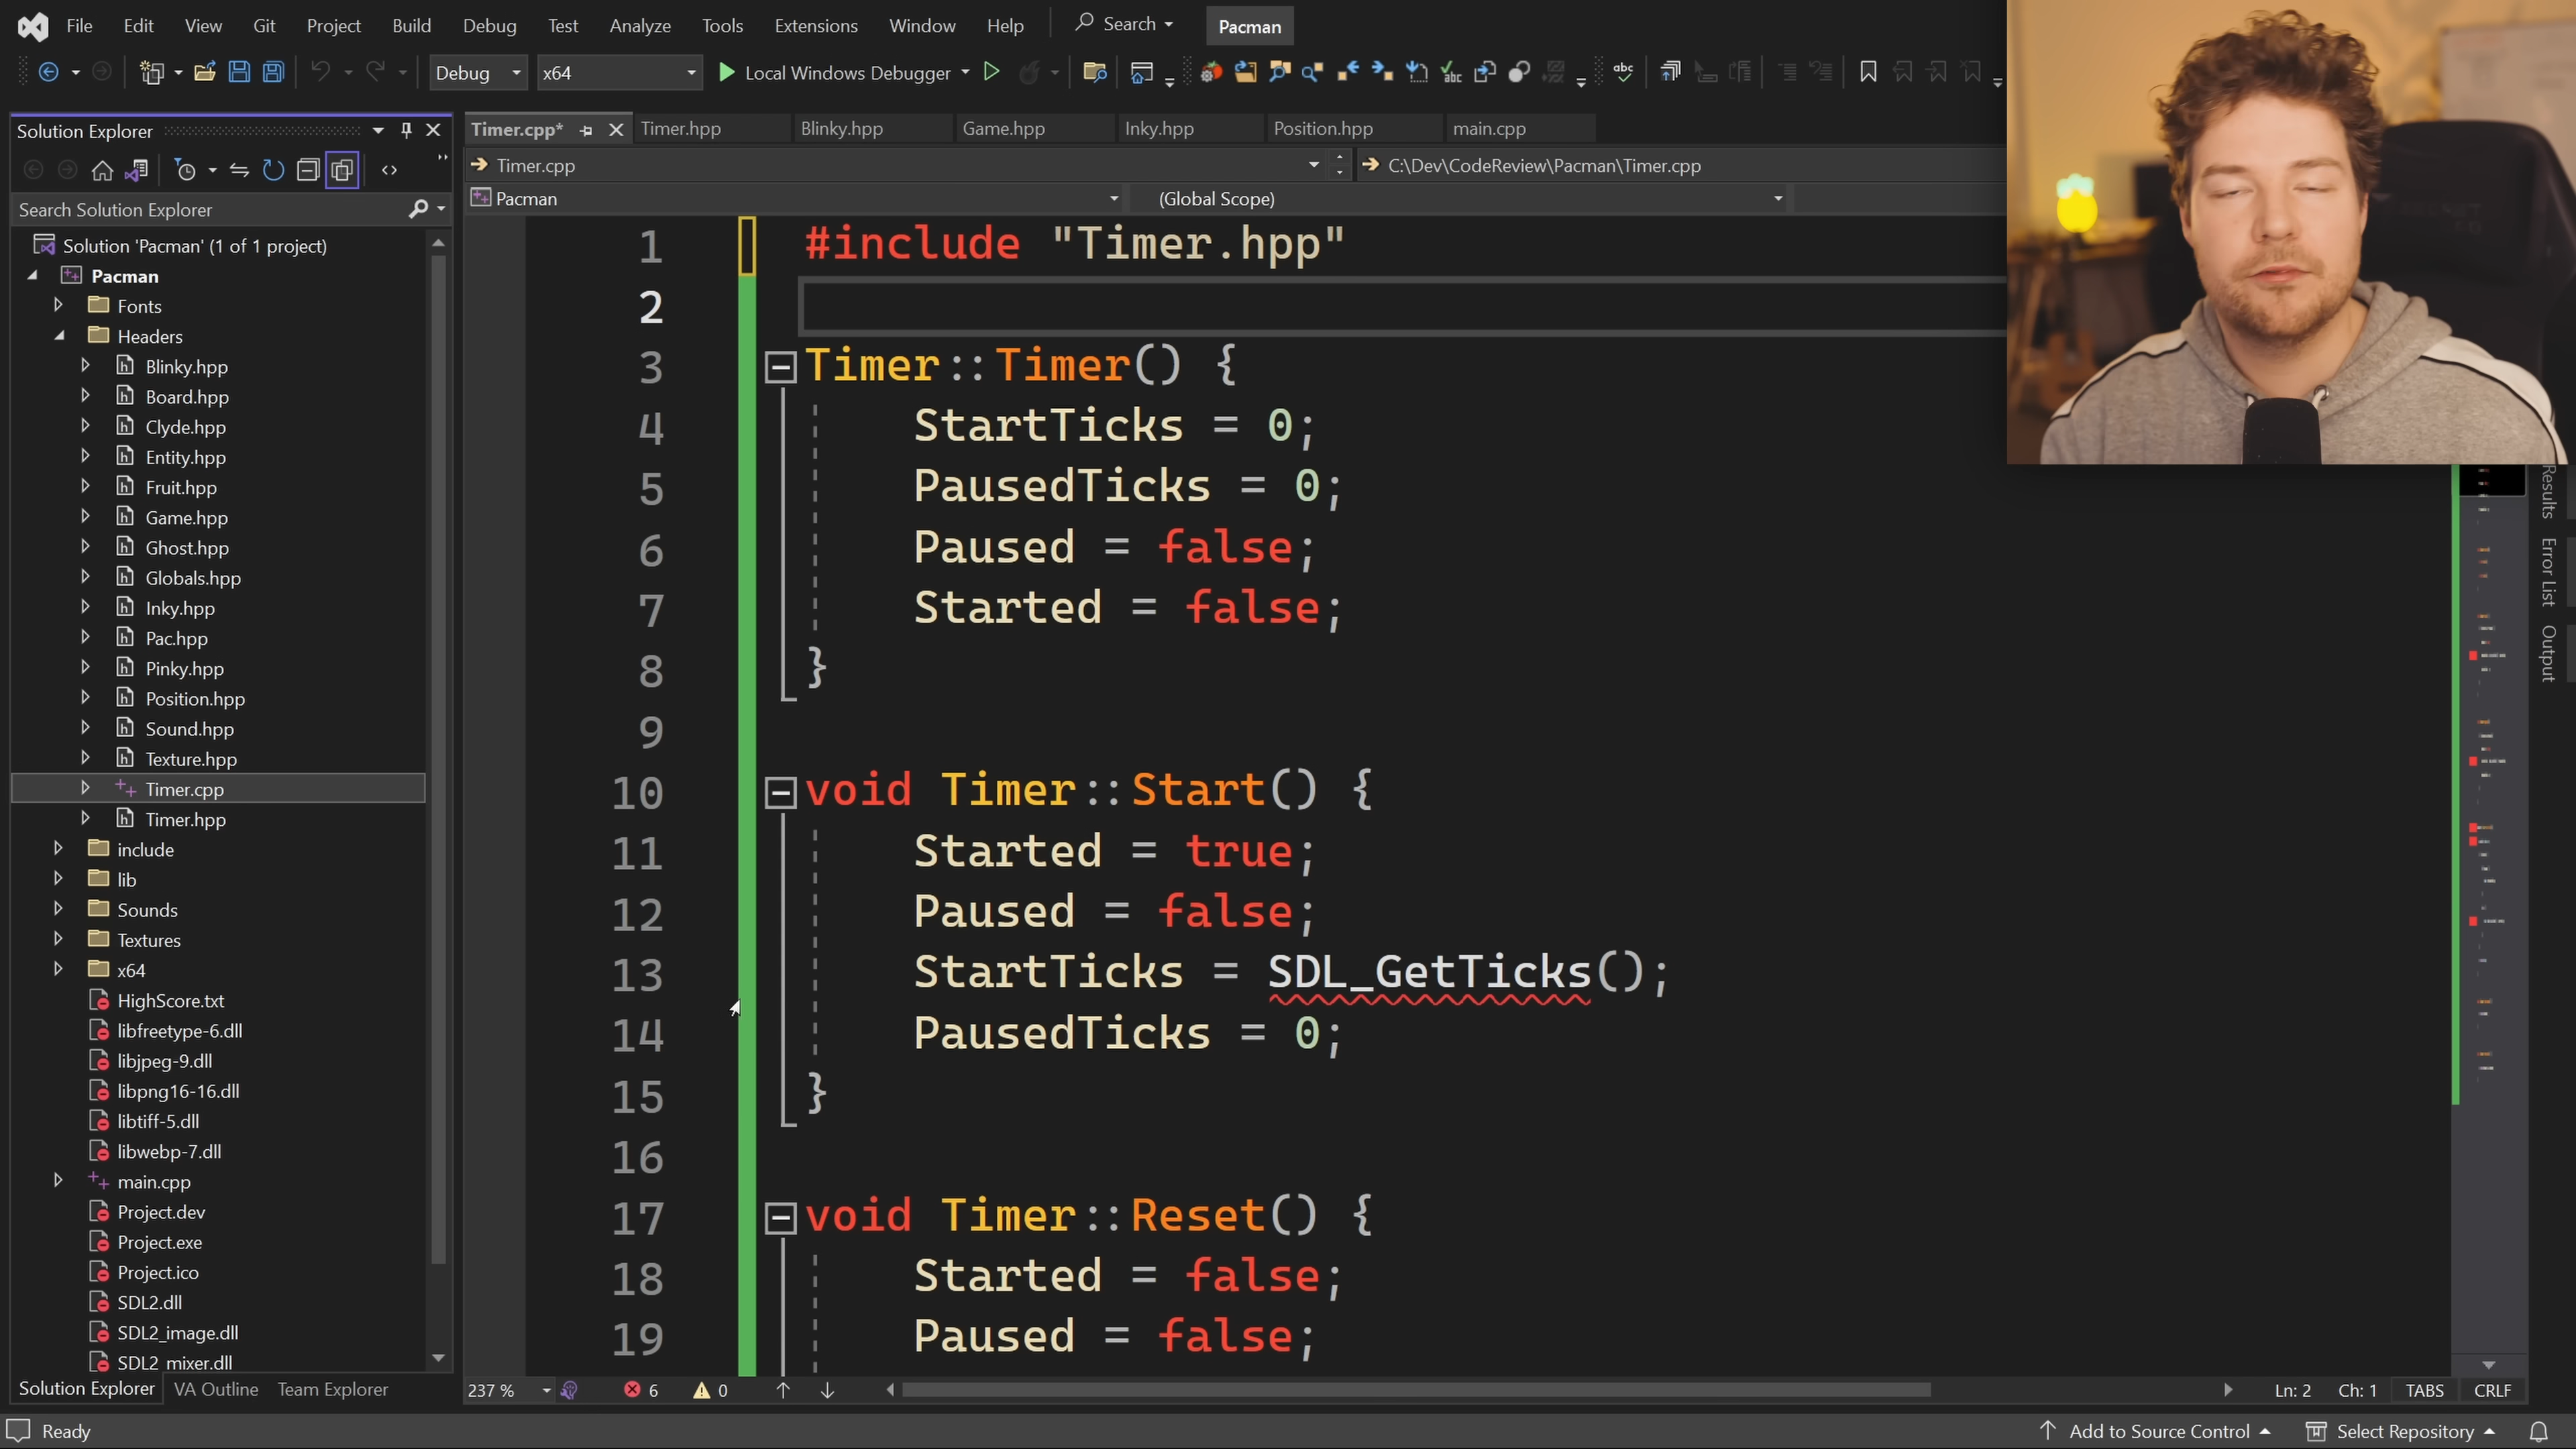 File Edit View Git Project Build Debug Test Analyze Tools Extensions Window Help Search Pacman
Debug x64 Local Windows Debugger
Solution Explorer
Timer.cpp* Timer.hpp Blinky.hpp Game.hpp Inky.hpp Position.hpp main.cpp
Timer.cpp C:\Dev\CodeReview\Pacman\Timer.cpp
Pacman (Global Scope)
Search Solution Explorer
Solution 'Pacman' (1 of 1 project)
Pacman
Fonts
Headers
Blinky.hpp
Board.hpp
Clyde.hpp
Entity.hpp
Fruit.hpp
Game.hpp
Ghost.hpp
Globals.hpp
Inky.hpp
Pac.hpp
Pinky.hpp
Position.hpp
Sound.hpp
Texture.hpp
Timer.cpp
Timer.hpp
include
lib
Sounds
Textures
x64
HighScore.txt
libfreetype-6.dll
libjpeg-9.dll
libpng16-16.dll
libtiff-5.dll
libwebp-7.dll
main.cpp
Project.dev
Project.exe
Project.ico
SDL2.dll
SDL2_image.dll
SDL2_mixer.dll
Solution Explorer VA Outline Team Explorer
1 #include "Timer.hpp"
2
3 Timer::Timer() {
4 StartTicks = 0;
5 PausedTicks = 0;
6 Paused = false;
7 Started = false;
8 }
9
10 void Timer::Start() {
11 Started = true;
12 Paused = false;
13 StartTicks = SDL_GetTicks();
14 PausedTicks = 0;
15 }
16
17 void Timer::Reset() {
18 Started = false;
19 Paused = false;
Results
Error List
Output
237 % 6 0 Ln: 2 Ch: 1 TABS CRLF
Ready Add to Source Control Select Repository